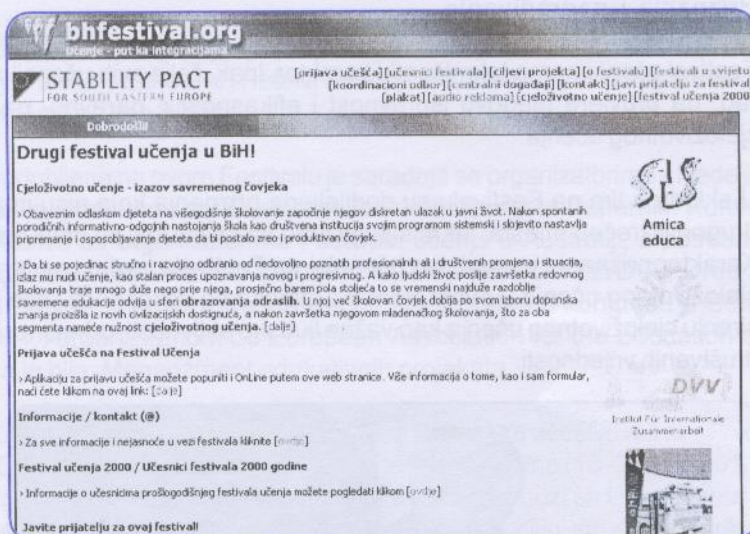 bhfestival.org
učenje - put ka integracijama
STABILITY PACT
FOR SOUTH EASTERN EUROPE
[prijava učešća][učesnici festivala][ciljevi projekta][o festivalu][festivali u svijetu
[koordinacioni odbor][centralni događaji][kontakt][javi prijatelju za festival
[plakat][audio reklama][cjeloživotno učenje][festival učenja 2000
Dobrodošli!
Drugi festival učenja u BiH!
Cjeloživotno učenje - izazov savremenog čovjeka
› Obaveznim odlaskom djeteta na višegodišnje školovanje započinje njegov diskretan ulazak u javni život. Nakon spontanih
porodičnih informativno-odgojnih nastojanja škola kao društvena institucija svojim programom sistemski i slojevito nastavlja
pripremanje i osposobljavanje djeteta da bi postalo zreo i produktivan čovjek.
› Da bi se pojedinac stručno i razvojno odbranio od nedovoljno poznatih profesionalnih ali i društvenih promjena i situacija,
izlaz mu nudi učenje, kao stalan proces upoznavanja novog i progresivnog. A kako ljudski život poslije završetka redovnog
školovanja traje mnogo duže nego prije njega, prosječno barem pola stoljeća to se vremenski najduže razdoblje
savremene edukacije odvija u sferi obrazovanja odraslih. U njoj već školovan čovjek dobija po svom izboru dopunska
znanja proizišla iz novih civilizacijskih dostignuća, a nakon završetka njegovom mladenačkog školovanja, što za oba
segmenta nameće nužnost cjeloživotnog učenja. [dalje]
Prijava učešća na Festival Učenja
› Aplikaciju za prijavu učešća možete popuniti i OnLine putem ove web stranice. Više informacija o tome, kao i sam formular,
naći ćete klikom na ovaj link: [dalje]
Informacije / kontakt (@)
› Za sve informacije i nejasnoće u vezi festivala kliknite [ovdje]
Festival učenja 2000 / Učesnici festivala 2000 godine
› Informacije o učesnicima prošlogodišnjeg festivala učenja možete pogledati klikom [ovdje]
Javite prijatelju za ovaj festival!
Amica
educa
DVV
Institut Für Internationale
Zusammenarbeit